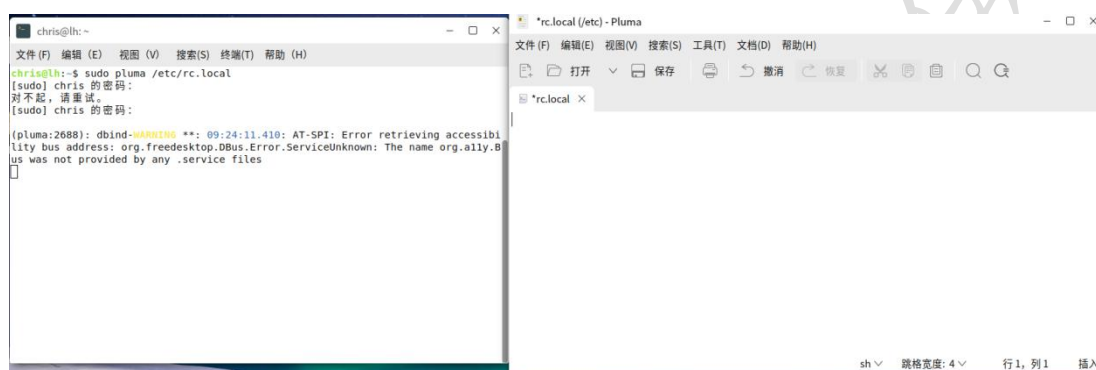 chris@lh: ~
文件(F) 编辑(E) 视图(V) 搜索(S) 终端(T) 帮助(H)
chris@lh:~$ sudo pluma /etc/rc.local
[sudo] chris 的密码:
对不起，请重试。
[sudo] chris 的密码:
(pluma:2688): dbind-WARNING **: 09:24:11.410: AT-SPI: Error retrieving accessibi
lity bus address: org.freedesktop.DBus.Error.ServiceUnknown: The name org.a11y.B
us was not provided by any .service files
*rc.local (/etc) - Pluma
文件(F) 编辑(E) 视图(V) 搜索(S) 工具(T) 文档(D) 帮助(H)
打开 保存 撤消 恢复
*rc.local
sh 跳格宽度: 4 行 1，列 1 插入